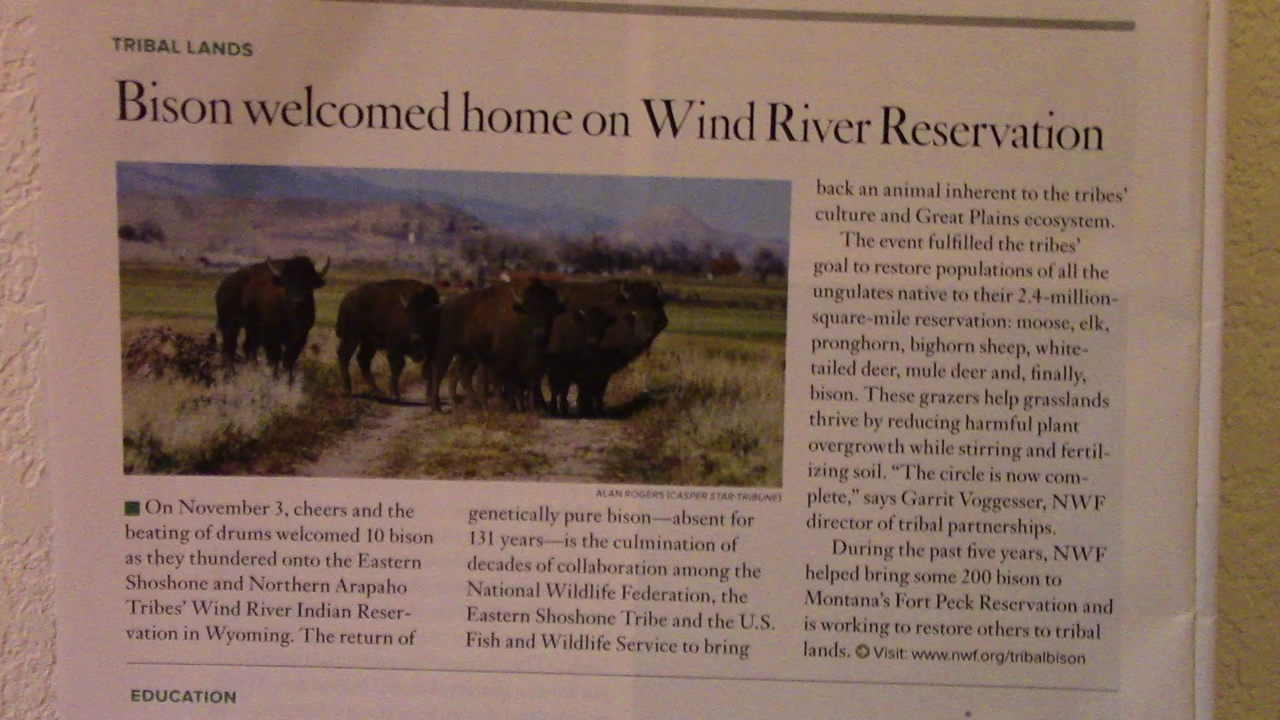 TRIBAL LANDS
Bison welcomed home on Wind River Reservation
ALAN ROGERS (CASPER STAR-TRIBUNE)
On November 3, cheers and the
beating of drums welcomed 10 bison
as they thundered onto the Eastern
Shoshone and Northern Arapaho
Tribes' Wind River Indian Reser-
vation in Wyoming. The return of
genetically pure bison—absent for
131 years—is the culmination of
decades of collaboration among the
National Wildlife Federation, the
Eastern Shoshone Tribe and the U.S.
Fish and Wildlife Service to bring
back an animal inherent to the tribes'
culture and Great Plains ecosystem.
The event fulfilled the tribes'
goal to restore populations of all the
ungulates native to their 2.4-million-
square-mile reservation: moose, elk,
pronghorn, bighorn sheep, white-
tailed deer, mule deer and, finally,
bison. These grazers help grasslands
thrive by reducing harmful plant
overgrowth while stirring and fertil-
izing soil. “The circle is now com-
plete,” says Garrit Voggesser, NWF
director of tribal partnerships.
During the past five years, NWF
helped bring some 200 bison to
Montana's Fort Peck Reservation and
is working to restore others to tribal
lands. Visit: www.nwf.org/tribalbison
EDUCATION